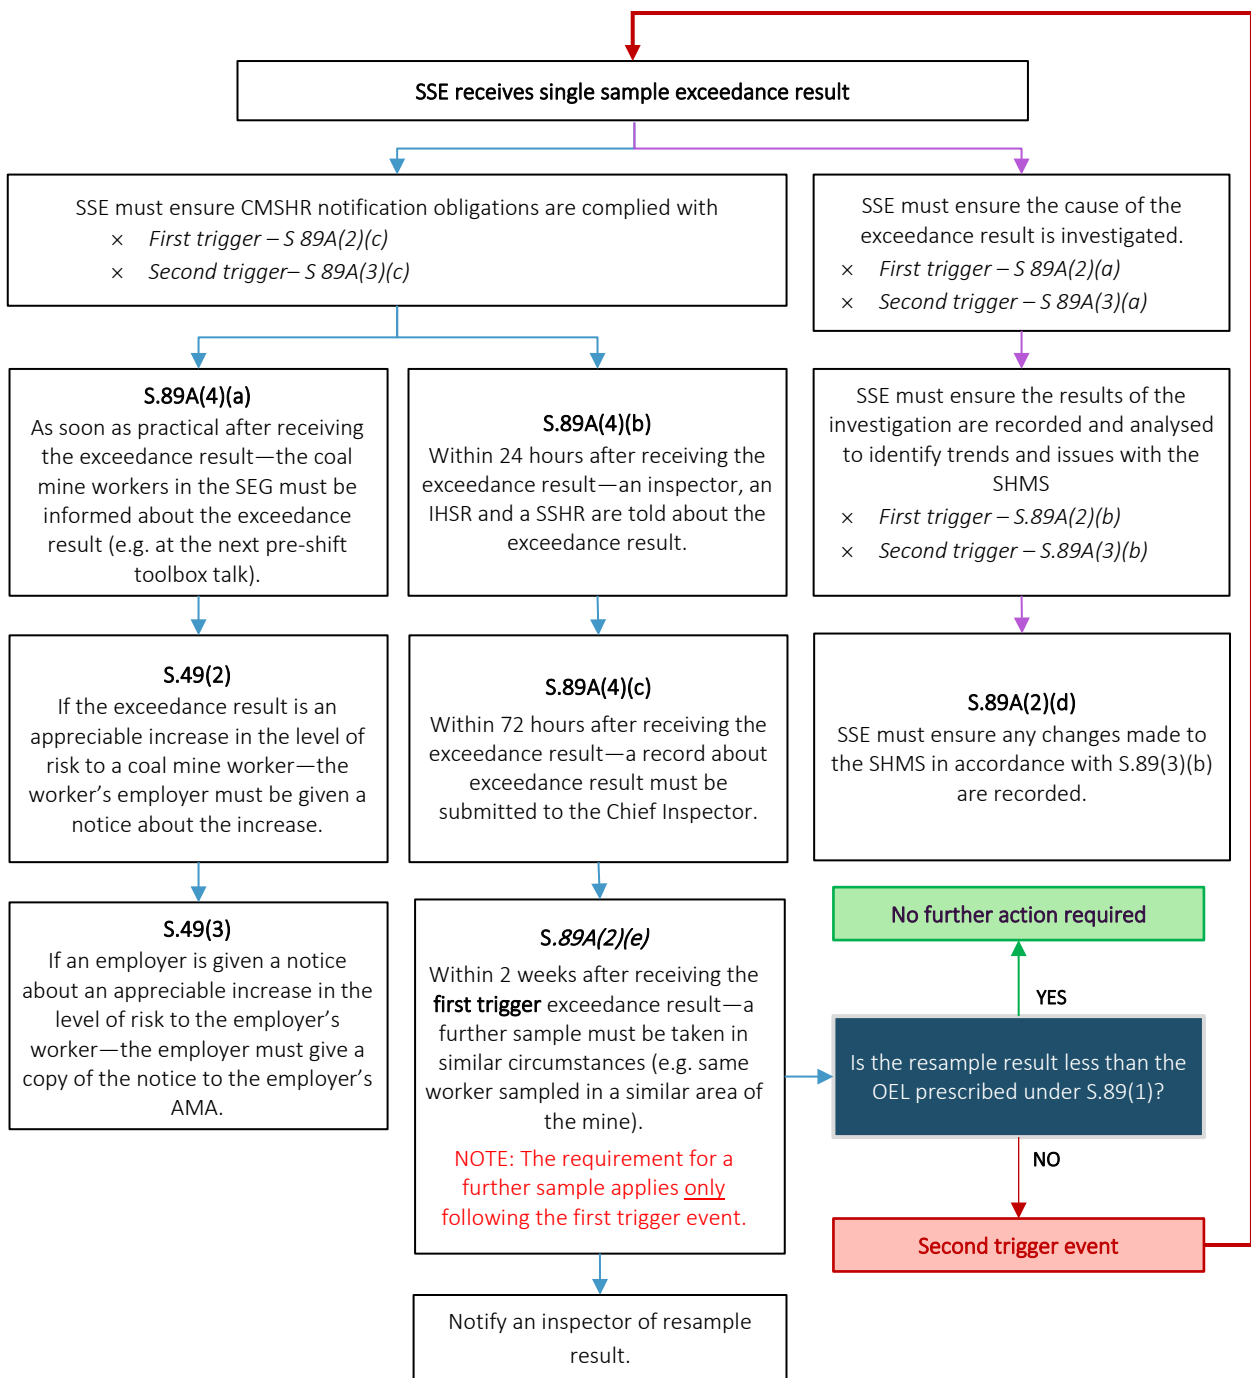 SSE receives single sample exceedance result
SSE must ensure CMSHR notification obligations are complied with
× First trigger – S 89A(2)(c)
× Second trigger– S 89A(3)(c)
SSE must ensure the cause of the
exceedance result is investigated.
× First trigger – S 89A(2)(a)
× Second trigger – S 89A(3)(a)
S.89A(4)(a)
As soon as practical after receiving
the exceedance result—the coal
mine workers in the SEG must be
informed about the exceedance
result (e.g. at the next pre-shift
toolbox talk).
S.89A(4)(b)
Within 24 hours after receiving the
exceedance result—an inspector, an
IHSR and a SSHR are told about the
exceedance result.
SSE must ensure the results of the
investigation are recorded and analysed
to identify trends and issues with the
SHMS
× First trigger – S.89A(2)(b)
× Second trigger – S.89A(3)(b)
S.49(2)
If the exceedance result is an
appreciable increase in the level of
risk to a coal mine worker—the
worker's employer must be given a
notice about the increase.
S.89A(4)(c)
Within 72 hours after receiving the
exceedance result—a record about
exceedance result must be
submitted to the Chief Inspector.
S.89A(2)(d)
SSE must ensure any changes made to
the SHMS in accordance with S.89(3)(b)
are recorded.
S.49(3)
If an employer is given a notice
about an appreciable increase in the
level of risk to the employer's
worker—the employer must give a
copy of the notice to the employer's
AMA.
S.89A(2)(e)
Within 2 weeks after receiving the
first trigger exceedance result—a
further sample must be taken in
similar circumstances (e.g. same
worker sampled in a similar area of
the mine).
NOTE: The requirement for a
further sample applies only
following the first trigger event.
No further action required
YES
Is the resample result less than the
OEL prescribed under S.89(1)?
NO
Second trigger event
Notify an inspector of resample
result.